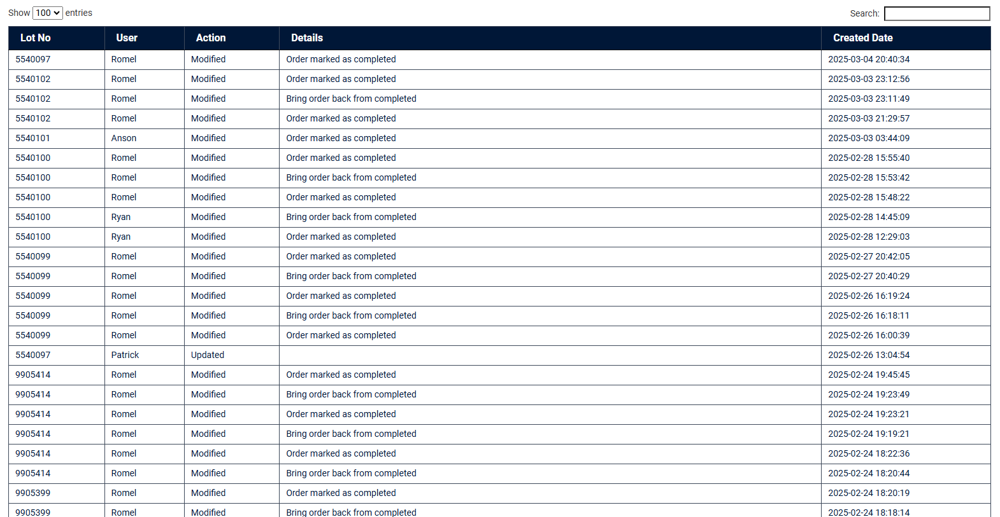 Show 100 entries Search:
Lot No User Action Details Created Date
5540097 Romel Modified Order marked as completed 2025-03-04 20:40:34
5540102 Romel Modified Order marked as completed 2025-03-03 23:12:56
5540102 Romel Modified Bring order back from completed 2025-03-03 23:11:49
5540102 Romel Modified Order marked as completed 2025-03-03 21:29:57
5540101 Anson Modified Order marked as completed 2025-03-03 03:44:09
5540100 Romel Modified Order marked as completed 2025-02-28 15:55:40
5540100 Romel Modified Bring order back from completed 2025-02-28 15:53:42
5540100 Romel Modified Order marked as completed 2025-02-28 15:48:22
5540100 Ryan Modified Bring order back from completed 2025-02-28 14:45:09
5540100 Ryan Modified Order marked as completed 2025-02-28 12:29:03
5540099 Romel Modified Order marked as completed 2025-02-27 20:42:05
5540099 Romel Modified Bring order back from completed 2025-02-27 20:40:29
5540099 Romel Modified Order marked as completed 2025-02-26 16:19:24
5540099 Romel Modified Bring order back from completed 2025-02-26 16:18:11
5540099 Romel Modified Order marked as completed 2025-02-26 16:00:39
5540097 Patrick Updated 2025-02-26 13:04:54
9905414 Romel Modified Order marked as completed 2025-02-24 19:45:45
9905414 Romel Modified Bring order back from completed 2025-02-24 19:23:49
9905414 Romel Modified Order marked as completed 2025-02-24 19:23:21
9905414 Romel Modified Bring order back from completed 2025-02-24 19:19:21
9905414 Romel Modified Order marked as completed 2025-02-24 18:22:36
9905414 Romel Modified Bring order back from completed 2025-02-24 18:20:44
9905399 Romel Modified Order marked as completed 2025-02-24 18:20:19
9905399 Romel Modified Bring order back from completed 2025-02-24 18:18:14